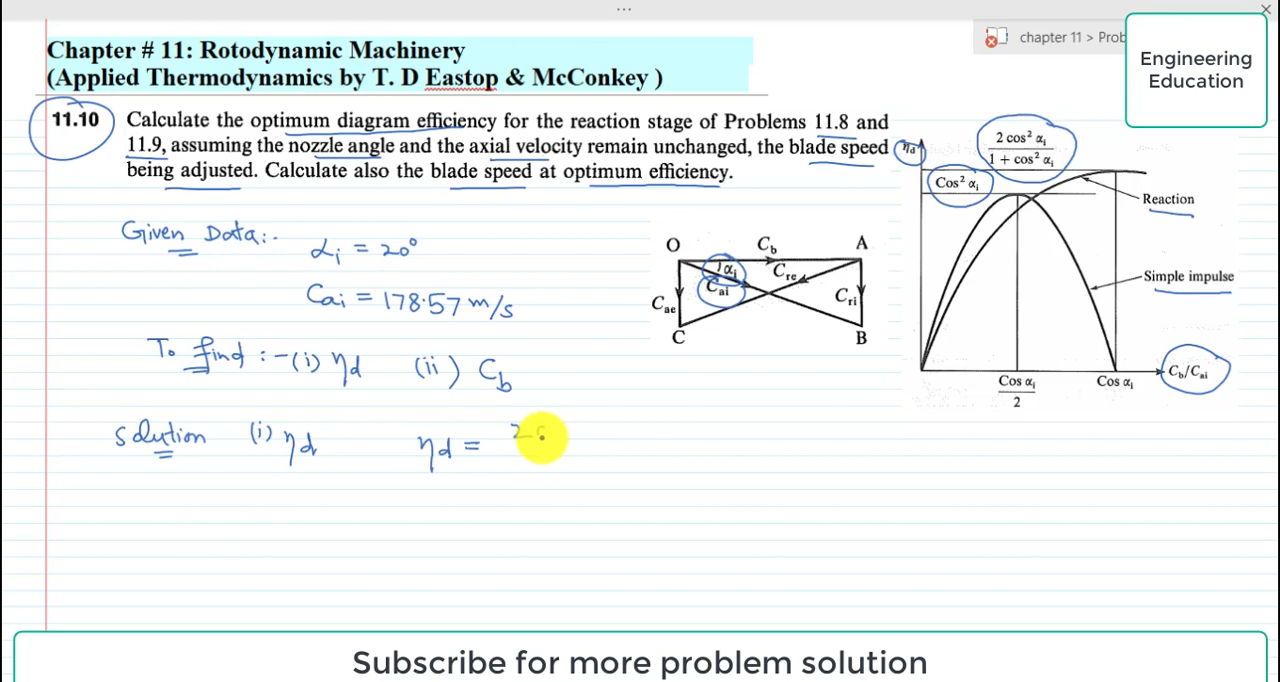 Chapter # 11: Rotodynamic Machinery
(Applied Thermodynamics by T. D Eastop & McConkey )
chapter 11 > Prob
Engineering
Education
11.10 Calculate the optimum diagram efficiency for the reaction stage of Problems 11.8 and
11.9, assuming the nozzle angle and the axial velocity remain unchanged, the blade speed
being adjusted. Calculate also the blade speed at optimum efficiency.
Given Data:-
αi = 20°
Cai = 178.57 m/s
To find :- (i) ηd (ii) Cb
Solution (i) ηd ηd = 2
O Cb A
αi Cre
Cai
Cae Cri
C B
ηd
2 cos² αi
1 + cos² αi
Cos² αi
Reaction
Simple impulse
Cb/Cai
Cos αi
2
Cos αi
Subscribe for more problem solution